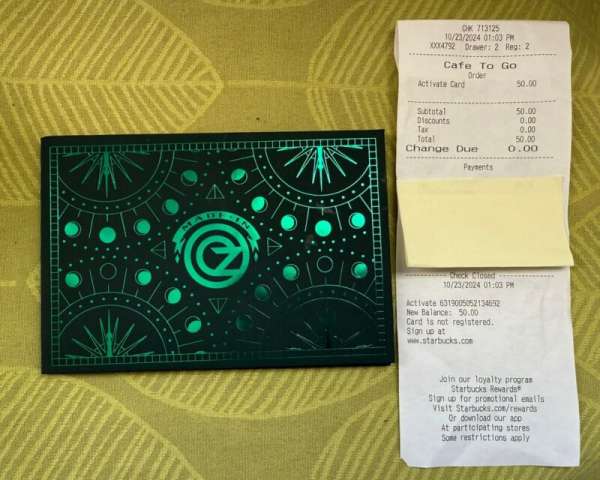 MADE·IN
OZ
CHK 713125
10/23/2024 01:03 PM
XXX4792 Drawer: 2 Reg: 2
Cafe To Go
Order
Activate Card 50.00
Subtotal 50.00
Discounts 0.00
Tax 0.00
Total 50.00
Change Due 0.00
Payments
Check Closed
10/23/2024 01:03 PM
Activate 6319005052134692
New Balance: 50.00
Card is not registered.
Sign up at
www.starbucks.com
Join our loyalty program
Starbucks Rewards®
Sign up for promotional emails
Visit Starbucks.com/rewards
Or download our app
At participating stores
Some restrictions apply